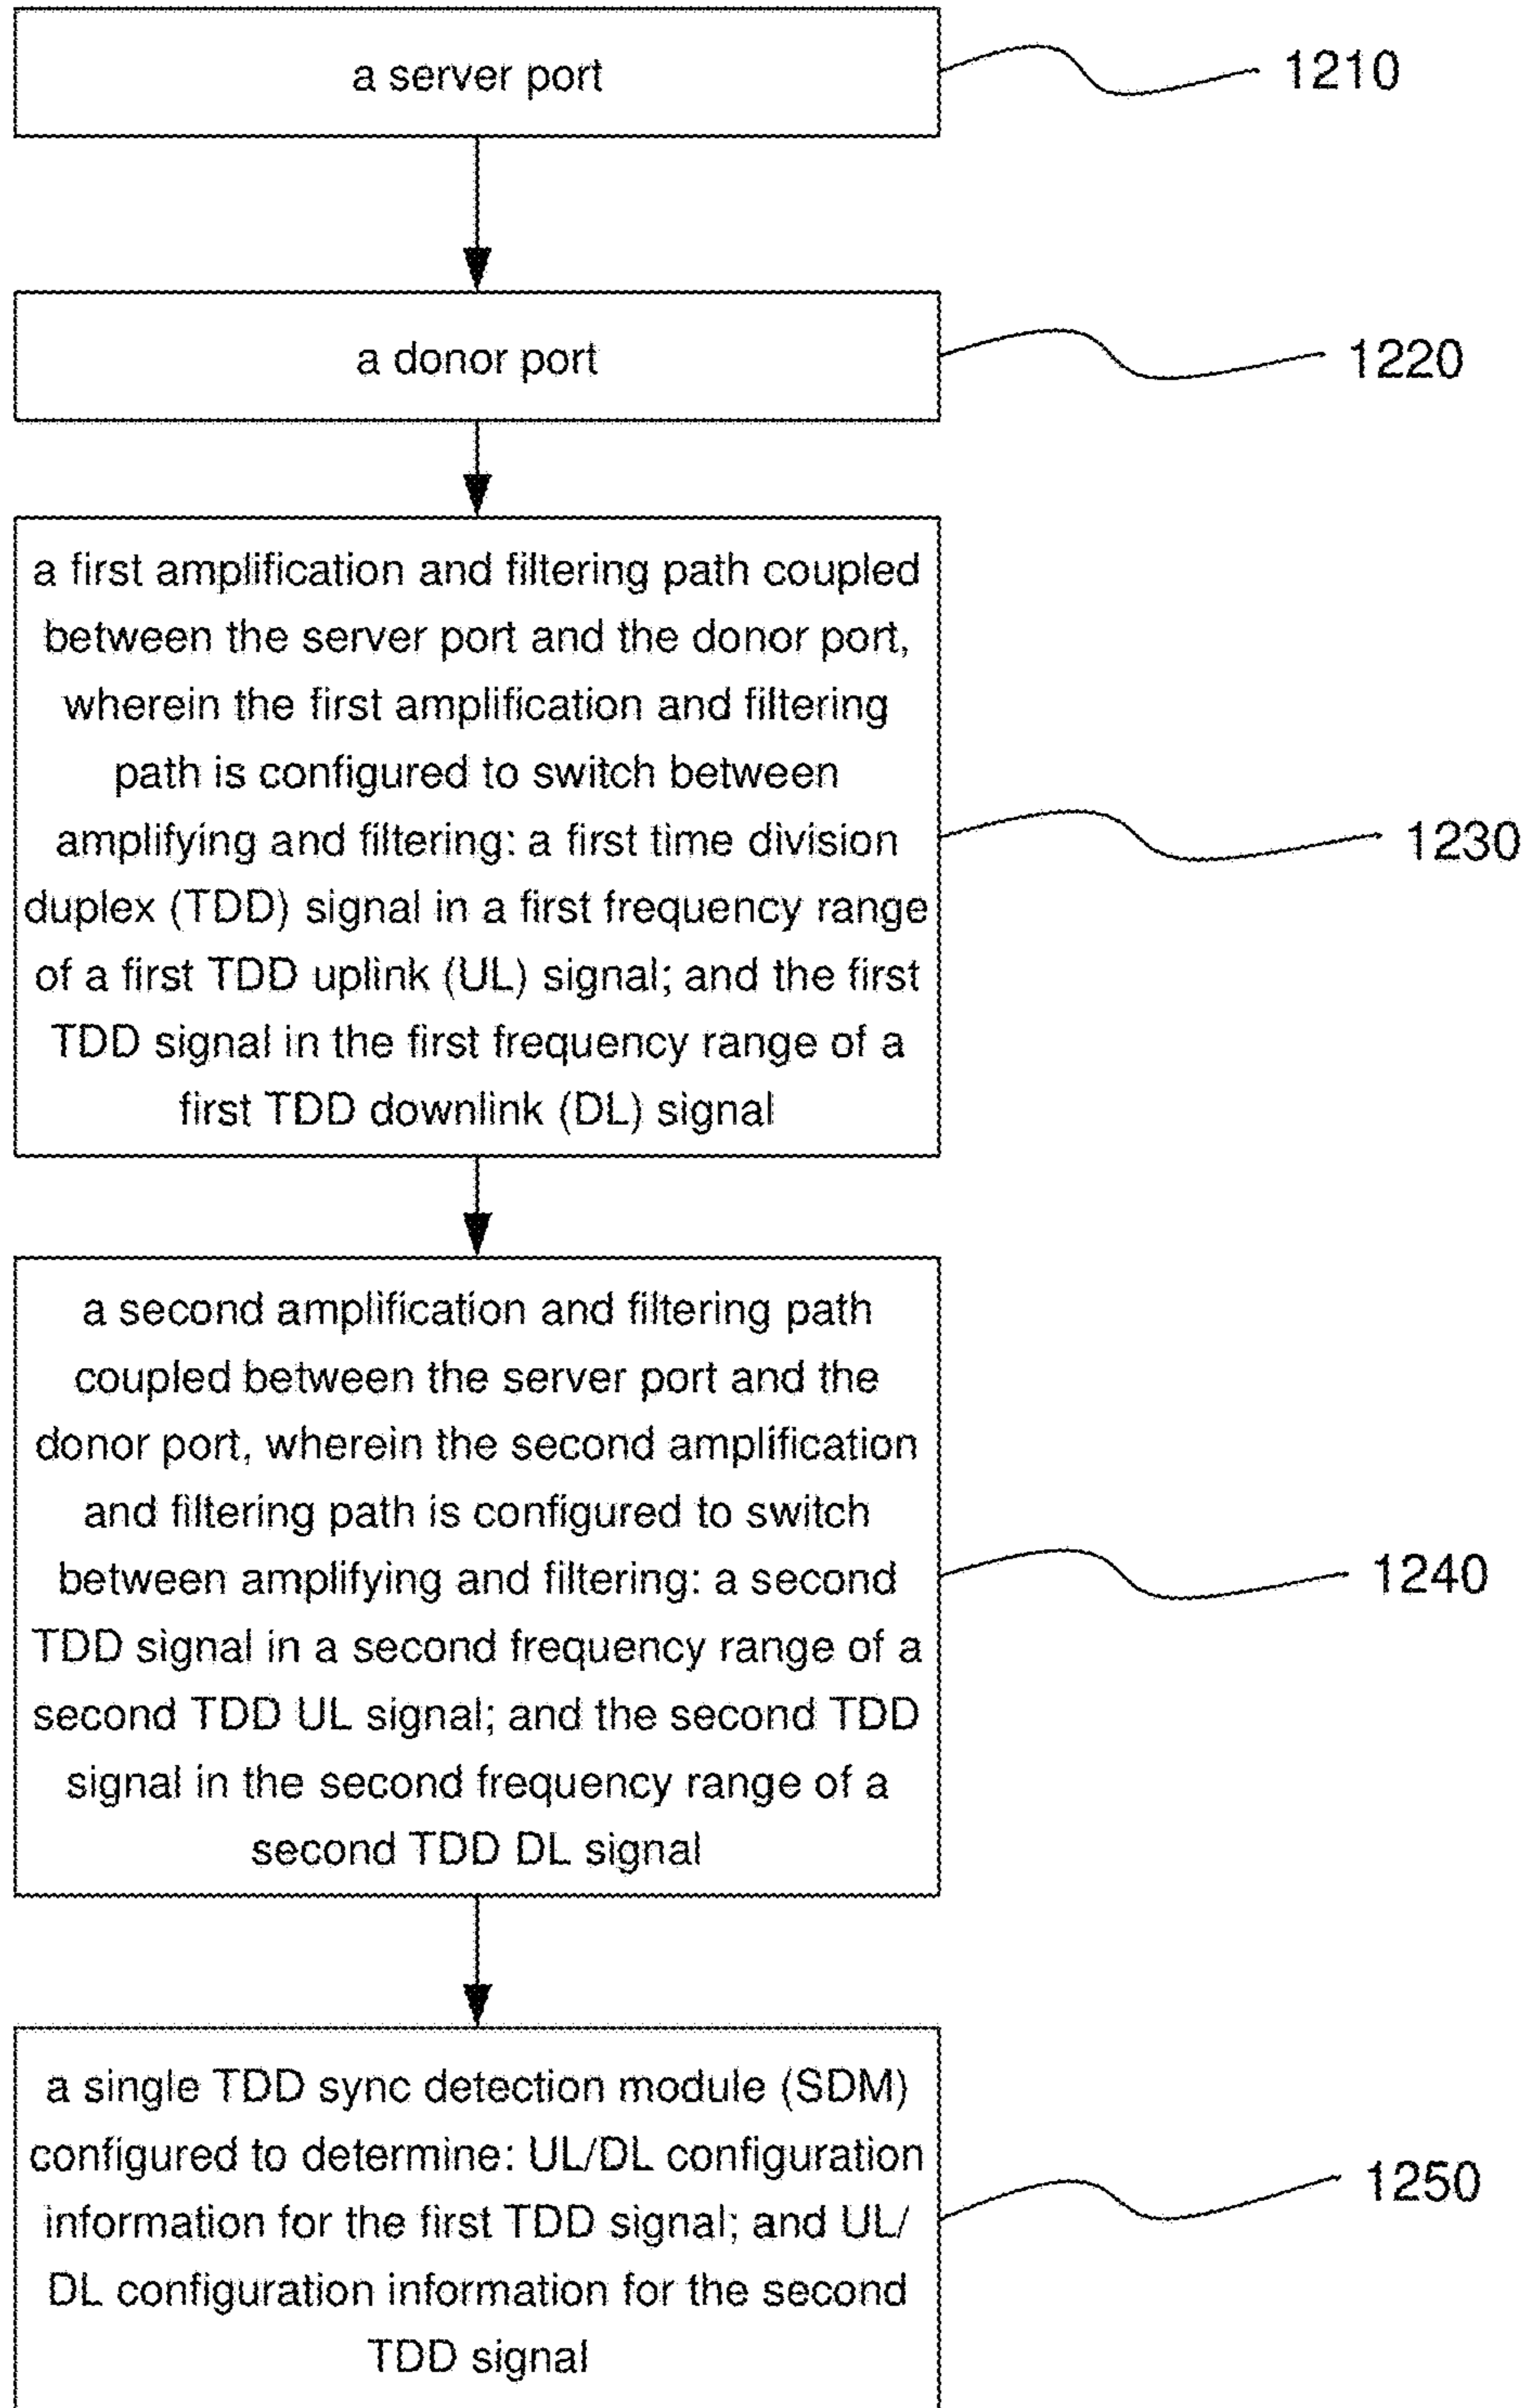 a server port
1210
a donor port
1220
a first amplification and filtering path coupled
between the server port and the donor port,
wherein the first amplification and filtering
path is configured to switch between
amplifying and filtering: a first time division
duplex (TDD) signal in a first frequency range
of a first TDD uplink (UL) signal; and the first
TDD signal in the first frequency range of a
first TDD downlink (DL) signal
1230
a second amplification and filtering path
coupled between the server port and the
donor port, wherein the second amplification
and filtering path is configured to switch
between amplifying and filtering: a second
TDD signal in a second frequency range of a
second TDD UL signal; and the second TDD
signal in the second frequency range of a
second TDD DL signal
1240
a single TDD sync detection module (SDM)
configured to determine: UL/DL configuration
information for the first TDD signal; and UL/
DL configuration information for the second
TDD signal
1250